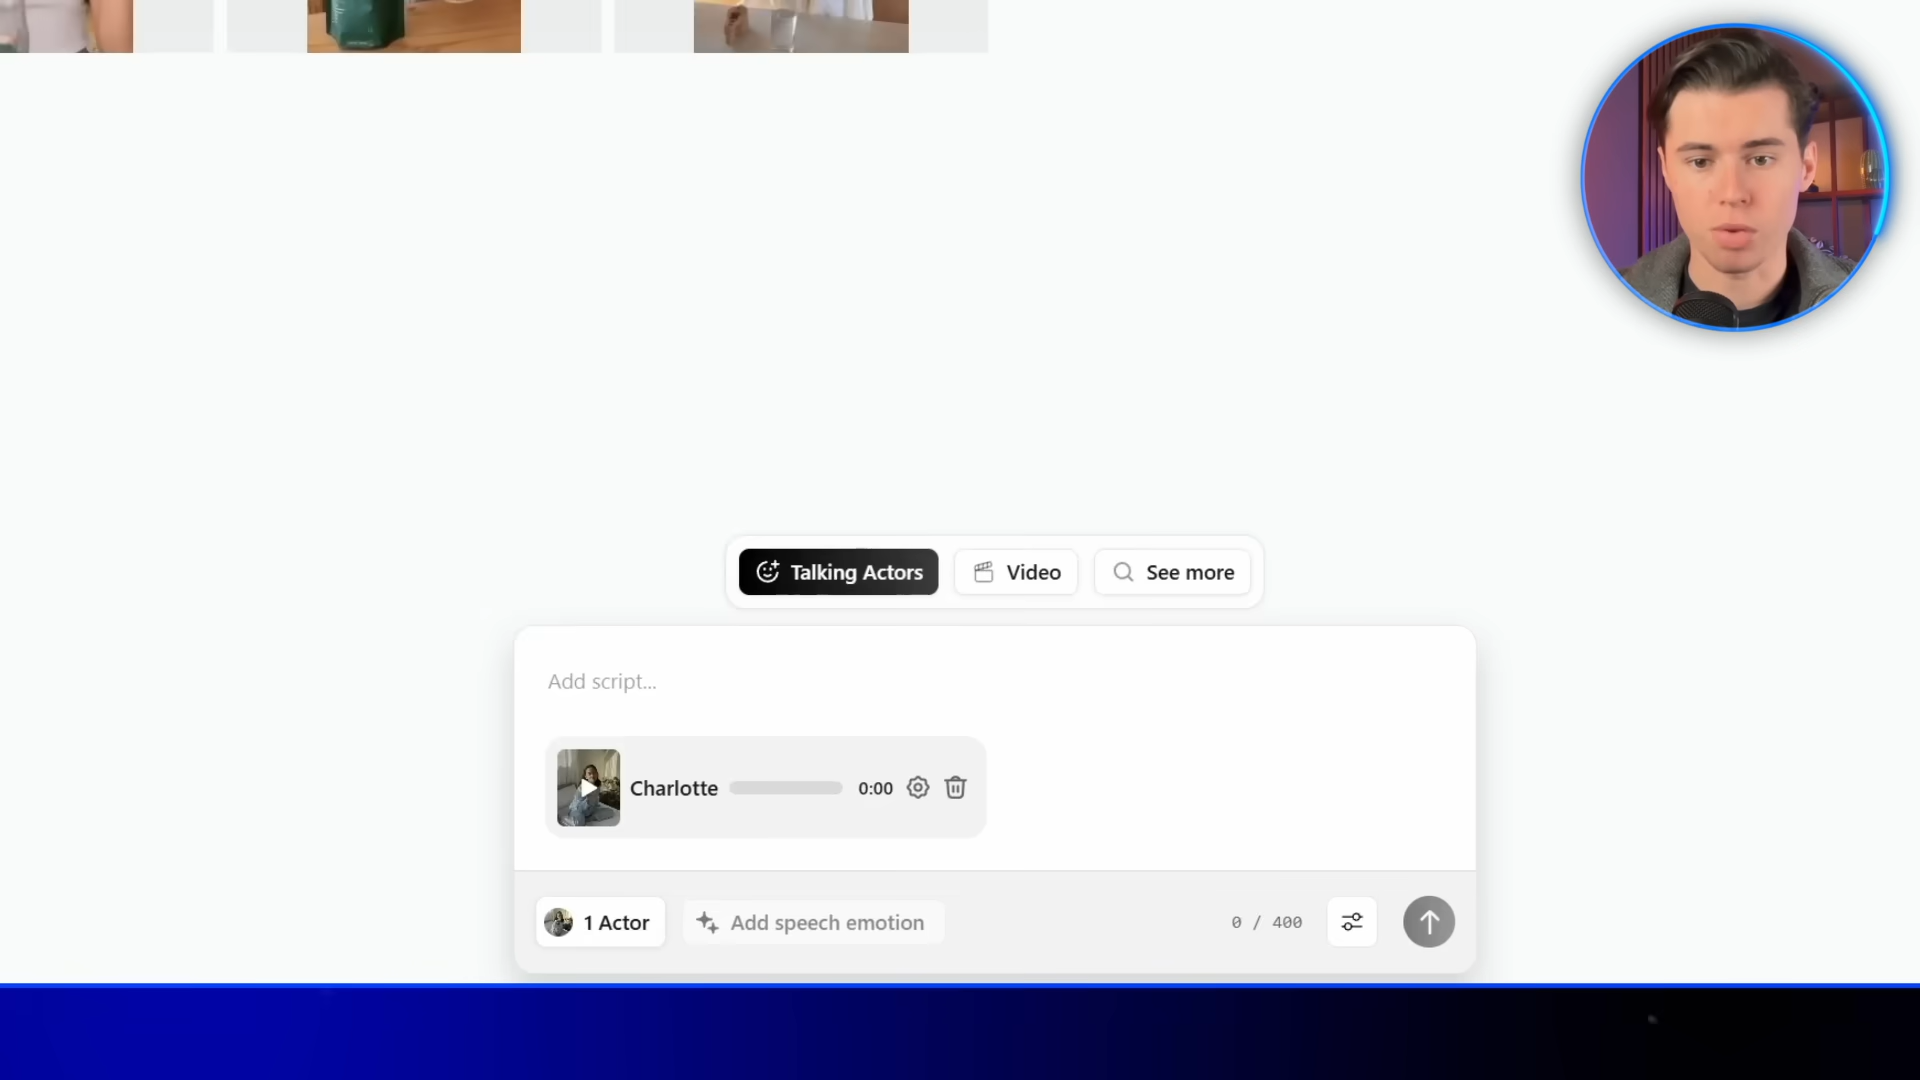 Talking Actors
Video
See more
Add script...
Charlotte
0:00
1 Actor
Add speech emotion
0 / 400